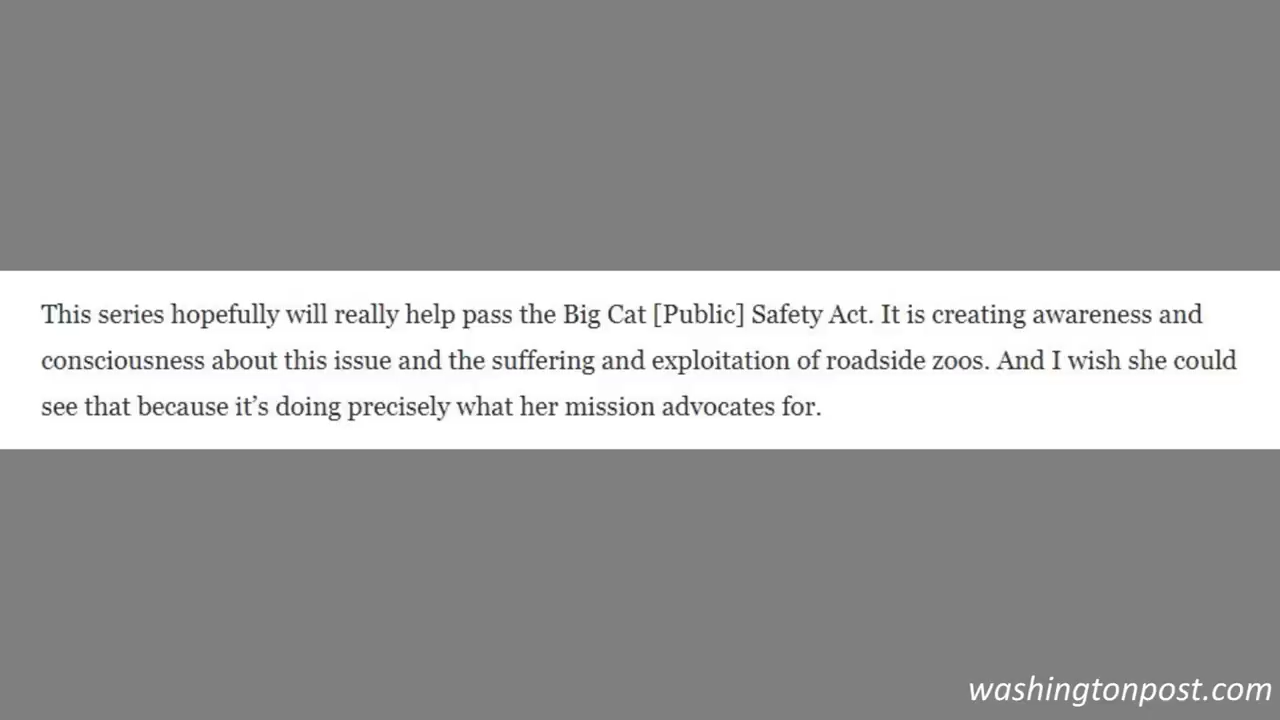 This series hopefully will really help pass the Big Cat [Public] Safety Act. It is creating awareness and
consciousness about this issue and the suffering and exploitation of roadside zoos. And I wish she could
see that because it’s doing precisely what her mission advocates for.
washingtonpost.com